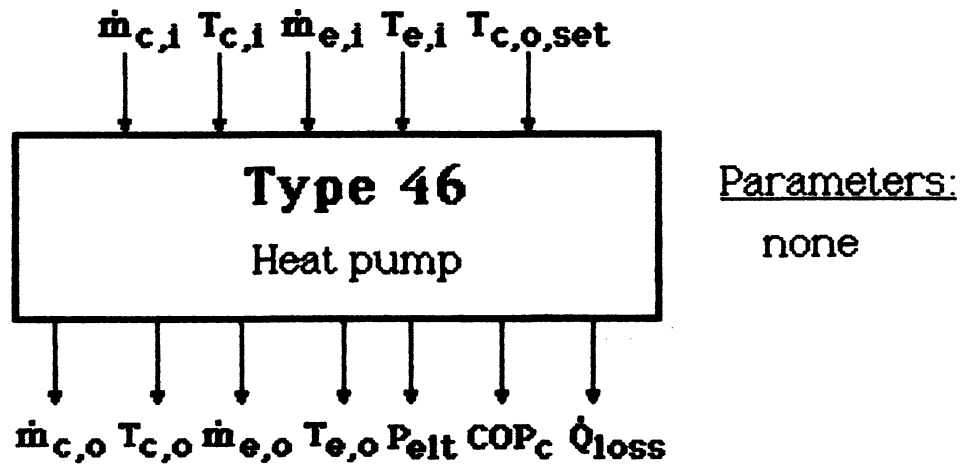 ṁc,i Tc,i ṁe,i Te,i Tc,o,set
Type 46
Heat pump
Parameters:
none
ṁc,o Tc,o ṁe,o Te,o Pelt COPc Q̇loss